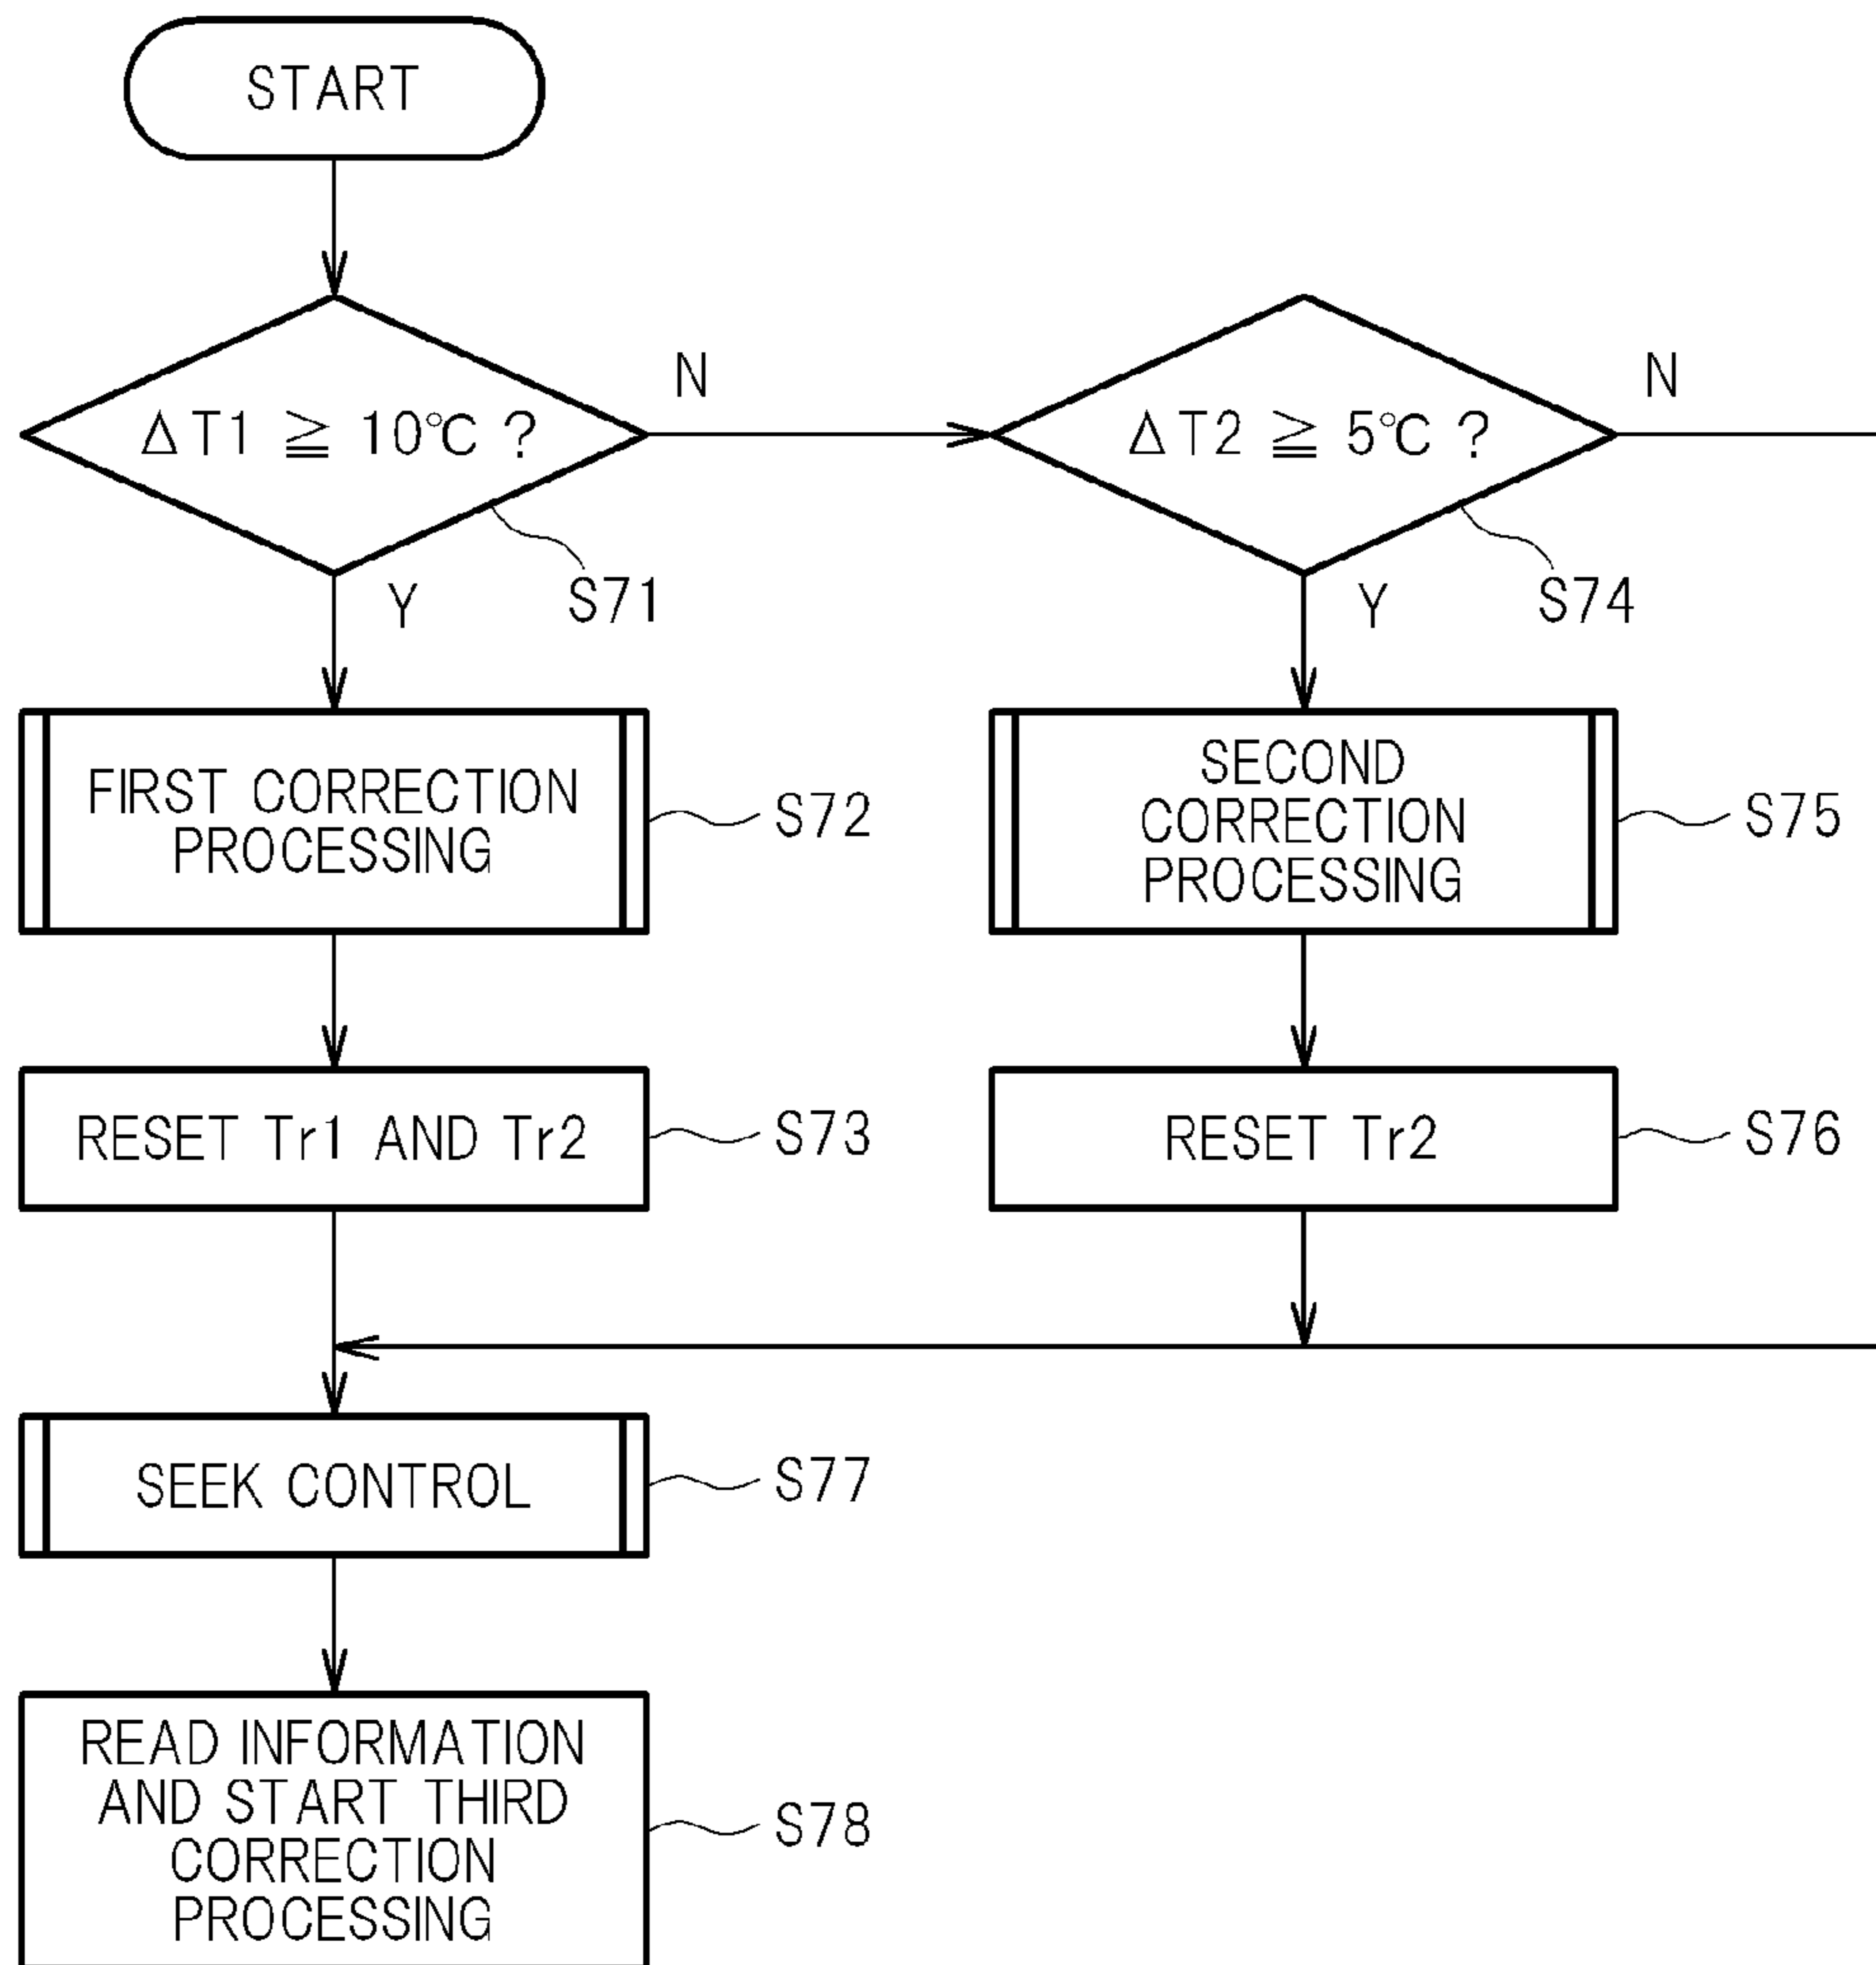 START
ΔT1 ≧ 10℃ ?
N
ΔT2 ≧ 5℃ ?
N
Y
S71
Y
S74
FIRST CORRECTION
PROCESSING
S72
SECOND
CORRECTION
PROCESSING
S75
RESET Tr1 AND Tr2
S73
RESET Tr2
S76
SEEK CONTROL
S77
READ INFORMATION
AND START THIRD
CORRECTION
PROCESSING
S78